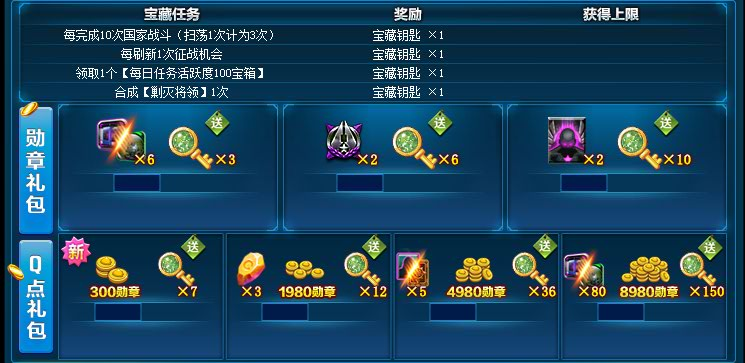 宝藏任务 奖励 获得上限
每完成10次国家战斗（扫荡1次计为3次） 宝藏钥匙 ×1
每刷新1次征战机会 宝藏钥匙 ×1
领取1个【每日任务活跃度100宝箱】 宝藏钥匙 ×1
合成【剿灭将领】1次 宝藏钥匙 ×1
勋章礼包
×6 送 ×3
×2 送 ×6
×2 送 ×10
Q点礼包
新 300勋章 送 ×7
×3 1980勋章 送 ×12
×5 4980勋章 送 ×36
×80 8980勋章 送 ×150